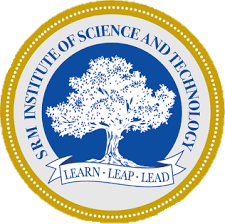 SRM INSTITUTE OF SCIENCE AND TECHNOLOGY
LEARN · LEAP · LEAD